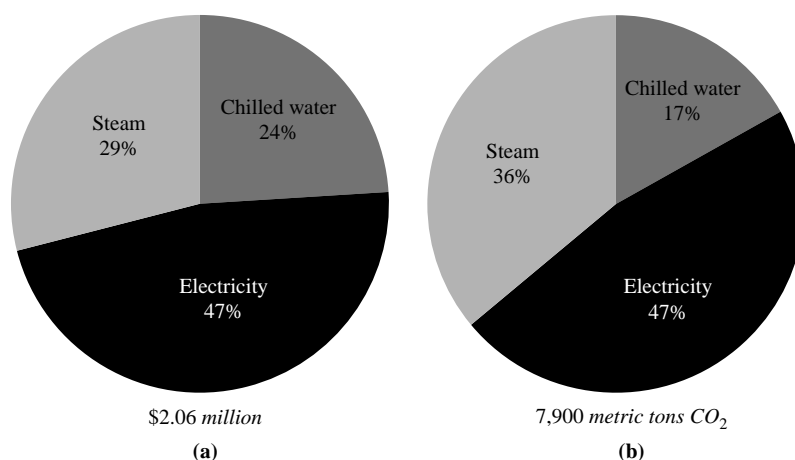 Steam
29%
Chilled water
24%
Electricity
47%
$2.06 million
(a)
Steam
36%
Chilled water
17%
Electricity
47%
7,900 metric tons CO₂
(b)